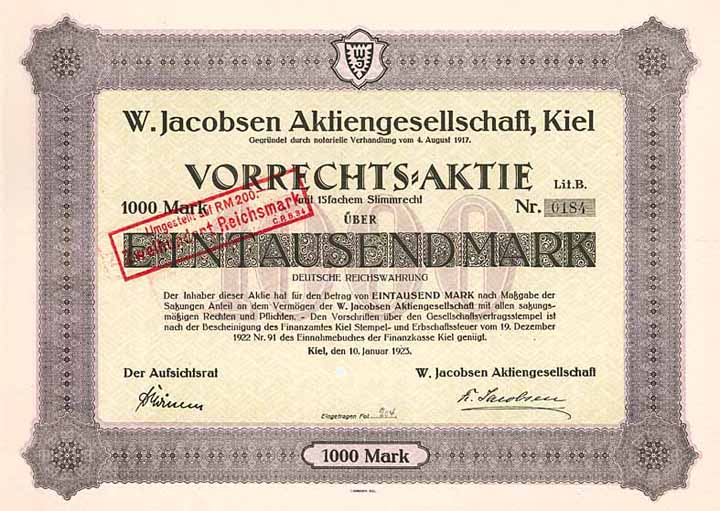 W. Jacobsen Aktiengesellschaft, Kiel
Gegründet durch notarielle Verhandlung vom 4. August 1917.
VORRECHTS-AKTIE Lit. B.
mit 15fachem Stimmrecht
1000 Mark Nr. 0184
ÜBER
EINTAUSEND MARK
1000
DEUTSCHE REICHSWÄHRUNG
Umgestellt auf RM 200.-
Zweihundert Reichsmark
Der Inhaber dieser Aktie hat für den Betrag von EINTAUSEND MARK nach Maßgabe der
Satzungen Anteil an dem Vermögen der W. Jacobsen Aktiengesellschaft mit allen satzungs-
mäßigen Rechten und Pflichten. - Den Vorschriften über den Gesellschaftvertragsstempel ist
nach der Bescheinigung des Finanzamtes Kiel Stempel- und Erbschaftssteuer vom 19. Dezember
1922 Nr. 91 des Einnahmebuches der Finanzkasse Kiel genügt.
Kiel, den 10. Januar 1923.
Der Aufsichtsrat W. Jacobsen Aktiengesellschaft
Jacobsen
Eingetragen Fol. 204
1000 Mark